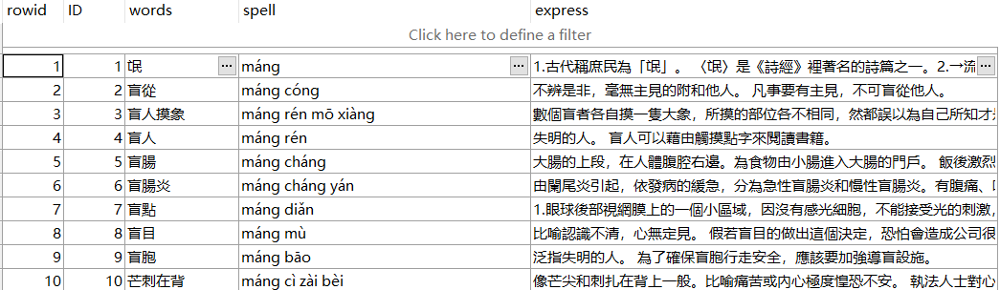 rowid ID words spell express
Click here to define a filter
1 1 氓 ... máng ... 1.古代稱庶民為「氓」。 〈氓〉是《詩經》裡著名的詩篇之一。2.→流 ...
2 2 盲從 máng cóng 不辨是非，毫無主見的附和他人。 凡事要有主見，不可盲從他人。
3 3 盲人摸象 máng rén mō xiàng 數個盲者各自摸一隻大象，所摸的部位各不相同，然都誤以為自己所知才
4 4 盲人 máng rén 失明的人。 盲人可以藉由觸摸點字來閱讀書籍。
5 5 盲腸 máng cháng 大腸的上段，在人體腹腔右邊。為食物由小腸進入大腸的門戶。 飯後激烈
6 6 盲腸炎 máng cháng yán 由闌尾炎引起，依發病的緩急，分為急性盲腸炎和慢性盲腸炎。有腹痛、
7 7 盲點 máng diǎn 1.眼球後部視網膜上的一個小區域，因沒有感光細胞，不能接受光的刺激，
8 8 盲目 máng mù 比喻認識不清，心無定見。 假若盲目的做出這個決定，恐怕會造成公司很
9 9 盲胞 máng bāo 泛指失明的人。 為了確保盲胞行走安全，應該要加強導盲設施。
10 10 芒刺在背 máng cì zài bèi 像芒尖和刺扎在背上一般。比喻痛苦或內心極度惶恐不安。 執法人士對心